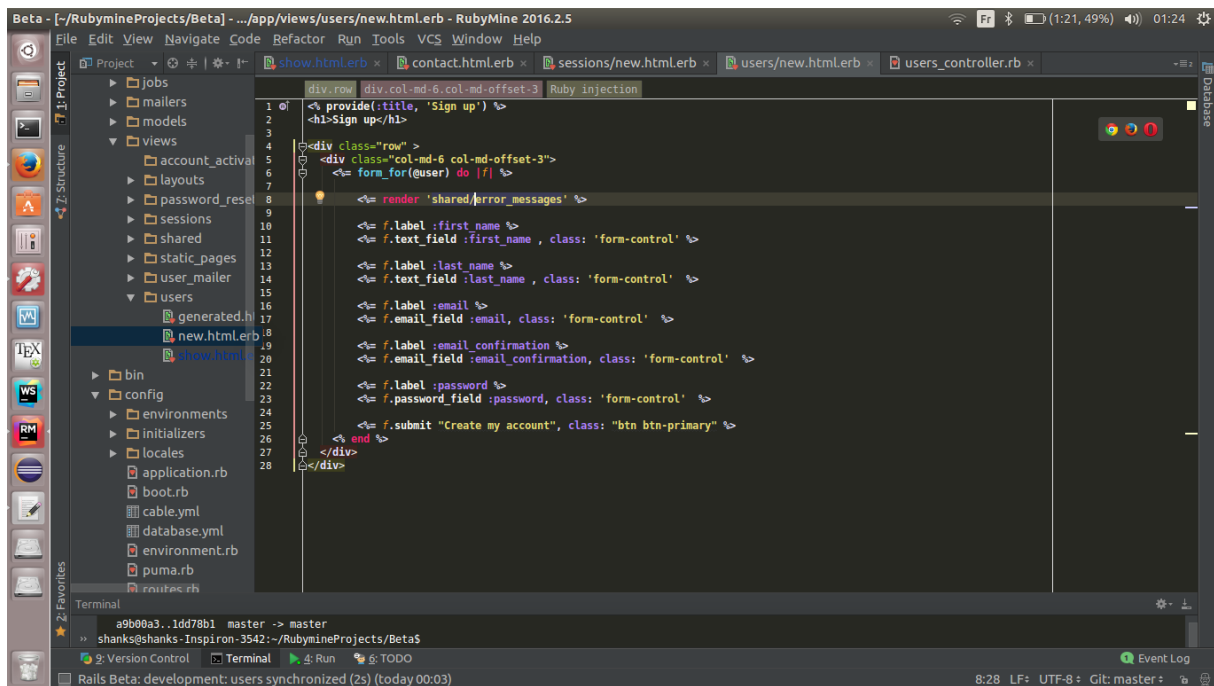 Beta - [~/RubymineProjects/Beta] - .../app/views/users/new.html.erb - RubyMine 2016.2.5
Fr
(1:21, 49%)
01:24
File Edit View Navigate Code Refactor Run Tools VCS Window Help
Project
show.html.erb
contact.html.erb
sessions/new.html.erb
users/new.html.erb
users_controller.rb
1: Project
Z: Structure
2: Favorites
Database
TEX
WS
RM
jobs
mailers
models
views
account_activat
layouts
password_reset
sessions
shared
static_pages
user_mailer
users
generated.h
new.html.erb
show.html.e
bin
config
environments
initializers
locales
application.rb
boot.rb
cable.yml
database.yml
environment.rb
puma.rb
routes.rb
div.row div.col-md-6.col-md-offset-3 Ruby injection
1 <% provide(:title, 'Sign up') %>
2 <h1>Sign up</h1>
3
4 <div class="row" >
5 <div class="col-md-6 col-md-offset-3">
6 <%= form_for(@user) do |f| %>
7
8 <%= render 'shared/error_messages' %>
9
10 <%= f.label :first_name %>
11 <%= f.text_field :first_name , class: 'form-control' %>
12
13 <%= f.label :last_name %>
14 <%= f.text_field :last_name , class: 'form-control' %>
15
16 <%= f.label :email %>
17 <%= f.email_field :email, class: 'form-control' %>
18
19 <%= f.label :email_confirmation %>
20 <%= f.email_field :email_confirmation, class: 'form-control' %>
21
22 <%= f.label :password %>
23 <%= f.password_field :password, class: 'form-control' %>
24
25 <%= f.submit "Create my account", class: "btn btn-primary" %>
26 <% end %>
27 </div>
28 </div>
Terminal
a9b00a3..1dd78b1 master -> master
shanks@shanks-Inspiron-3542:~/RubymineProjects/Beta$
9: Version Control Terminal 4: Run 6: TODO
1 Event Log
Rails Beta: development: users synchronized (2s) (today 00:03)
8:28 LF UTF-8 Git: master